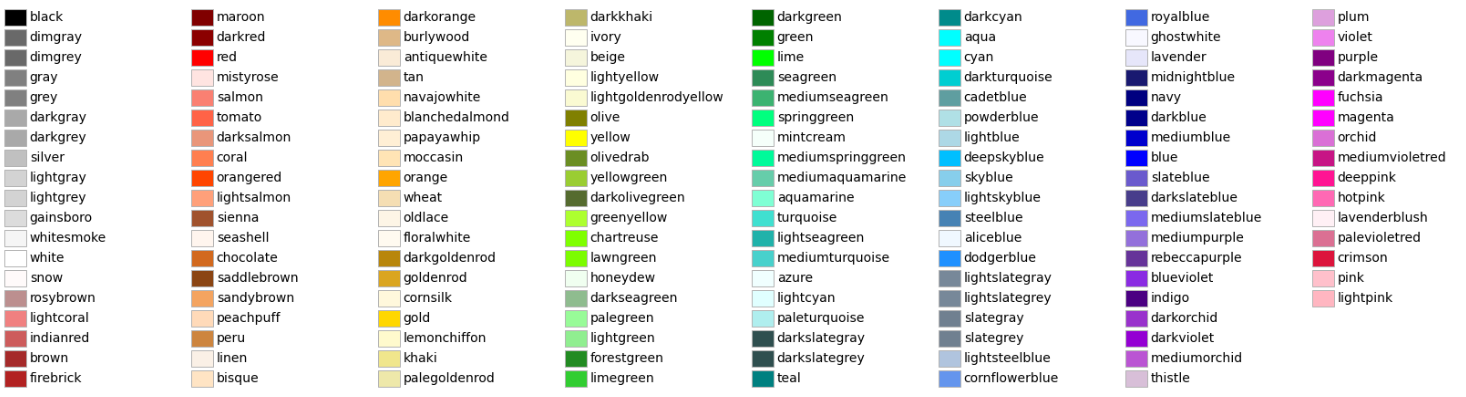 black
dimgray
dimgrey
gray
grey
darkgray
darkgrey
silver
lightgray
lightgrey
gainsboro
whitesmoke
white
snow
rosybrown
lightcoral
indianred
brown
firebrick
maroon
darkred
red
mistyrose
salmon
tomato
darksalmon
coral
orangered
lightsalmon
sienna
seashell
chocolate
saddlebrown
sandybrown
peachpuff
peru
linen
bisque
darkorange
burlywood
antiquewhite
tan
navajowhite
blanchedalmond
papayawhip
moccasin
orange
wheat
oldlace
floralwhite
darkgoldenrod
goldenrod
cornsilk
gold
lemonchiffon
khaki
palegoldenrod
darkkhaki
ivory
beige
lightyellow
lightgoldenrodyellow
olive
yellow
olivedrab
yellowgreen
darkolivegreen
greenyellow
chartreuse
lawngreen
honeydew
darkseagreen
palegreen
lightgreen
forestgreen
limegreen
darkgreen
green
lime
seagreen
mediumseagreen
springgreen
mintcream
mediumspringgreen
mediumaquamarine
aquamarine
turquoise
lightseagreen
mediumturquoise
azure
lightcyan
paleturquoise
darkslategray
darkslategrey
teal
darkcyan
aqua
cyan
darkturquoise
cadetblue
powderblue
lightblue
deepskyblue
skyblue
lightskyblue
steelblue
aliceblue
dodgerblue
lightslategray
lightslategrey
slategray
slategrey
lightsteelblue
cornflowerblue
royalblue
ghostwhite
lavender
midnightblue
navy
darkblue
mediumblue
blue
slateblue
darkslateblue
mediumslateblue
mediumpurple
rebeccapurple
blueviolet
indigo
darkorchid
darkviolet
mediumorchid
thistle
plum
violet
purple
darkmagenta
fuchsia
magenta
orchid
mediumvioletred
deeppink
hotpink
lavenderblush
palevioletred
crimson
pink
lightpink